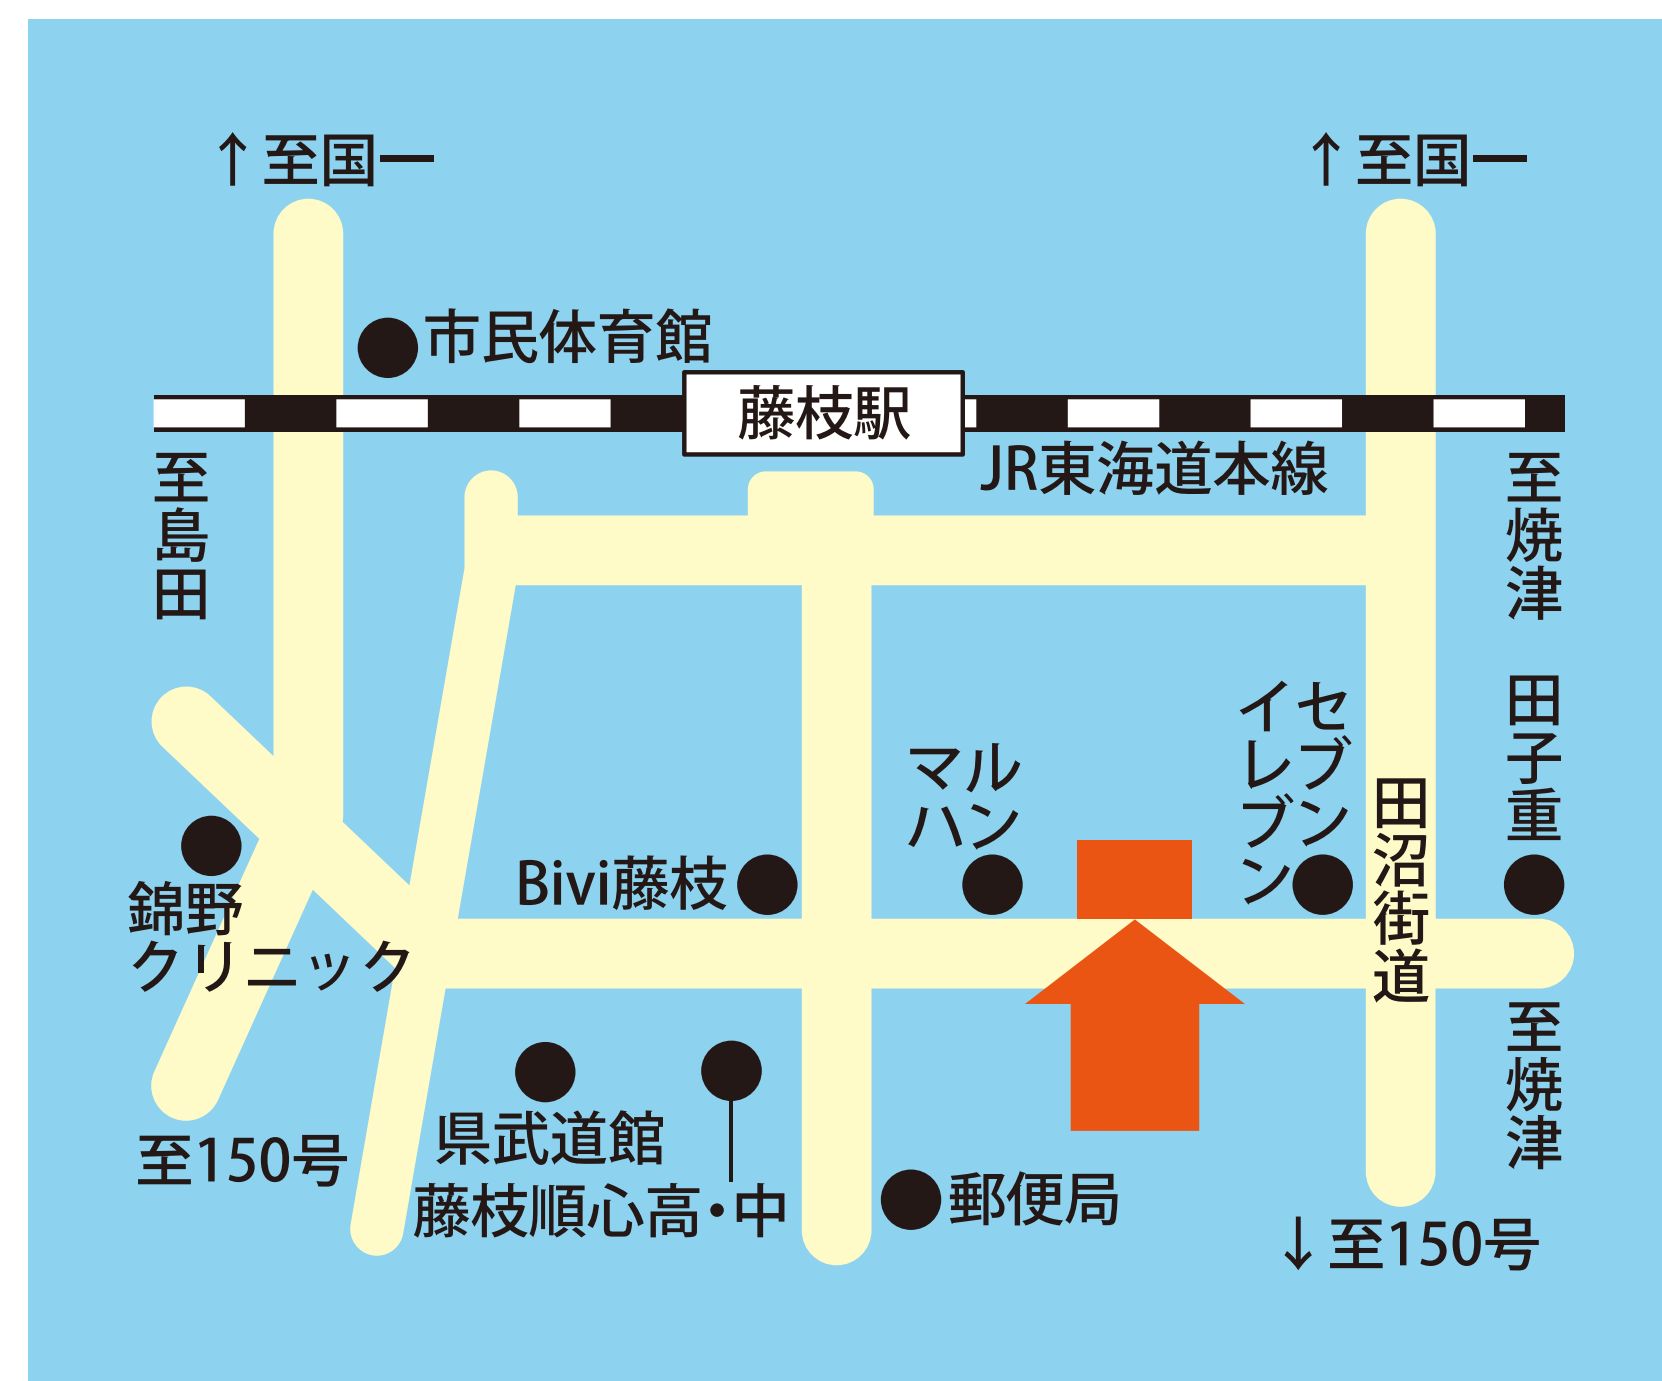 ↑至国一
↑至国一
市民体育館
藤枝駅
JR東海道本線
至島田
至焼津
田子重
セブン
イレブン
マル
ハン
田沼街道
Bivi藤枝
錦野
クリニック
至焼津
県武道館
至150号
藤枝順心高・中
郵便局
↓至150号